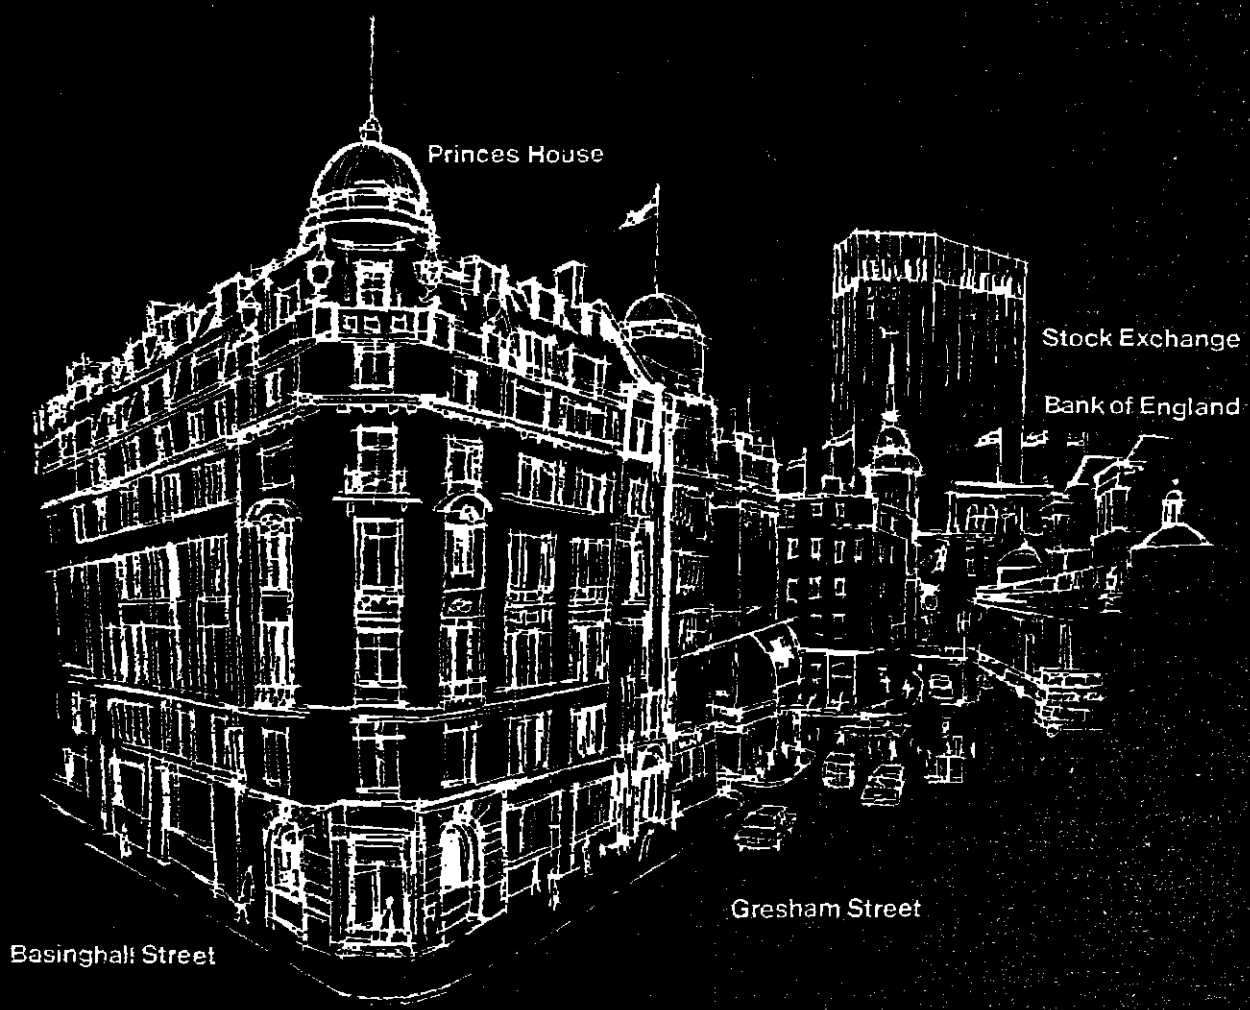 Princes House
Stock Exchange
Bank of England
Gresham Street
Basinghall Street